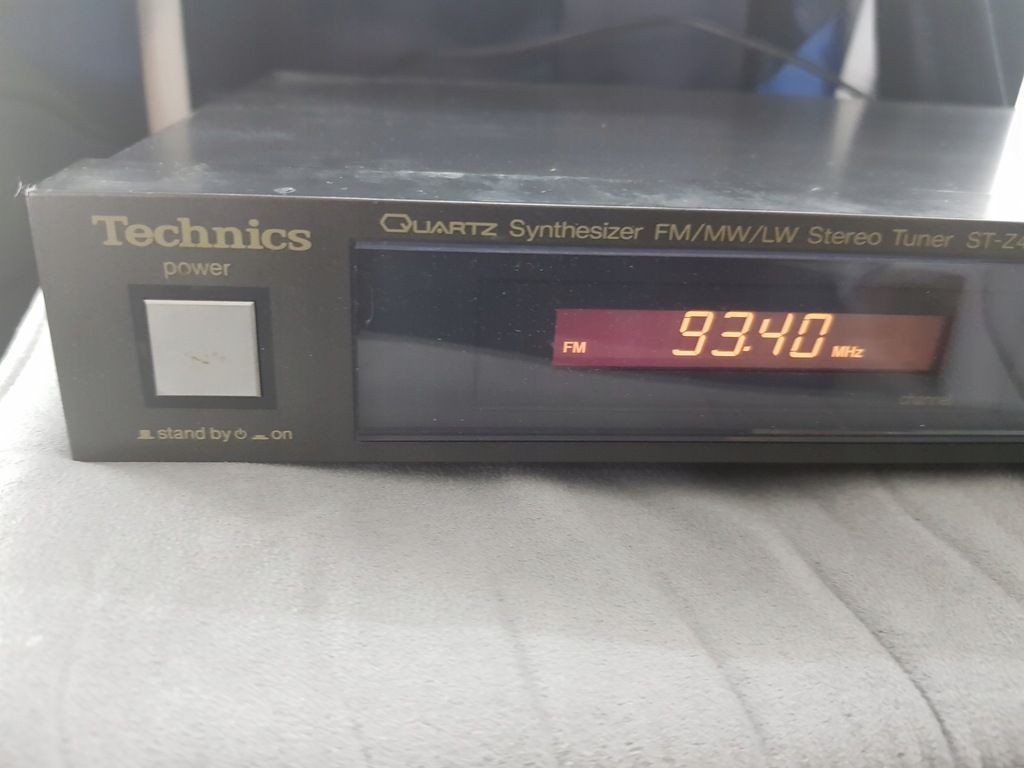 Technics
power
stand by on
QUARTZ Synthesizer FM/MW/LW Stereo Tuner ST-Z4
FM 93.40 MHz
channel